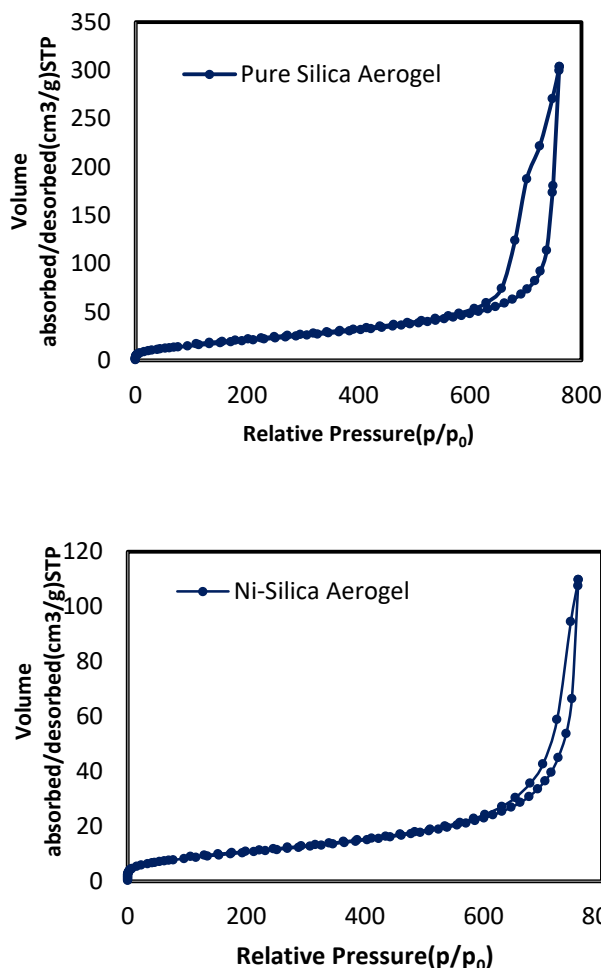 350
300
250
200
150
100
50
0
Volume
absorbed/desorbed(cm3/g)STP
Pure Silica Aerogel
0 200 400 600 800
Relative Pressure(p/p₀)
120
100
80
60
40
20
0
Volume
absorbed/desorbed(cm3/g)STP
Ni-Silica Aerogel
0 200 400 600 80
Relative Pressure(p/p₀)